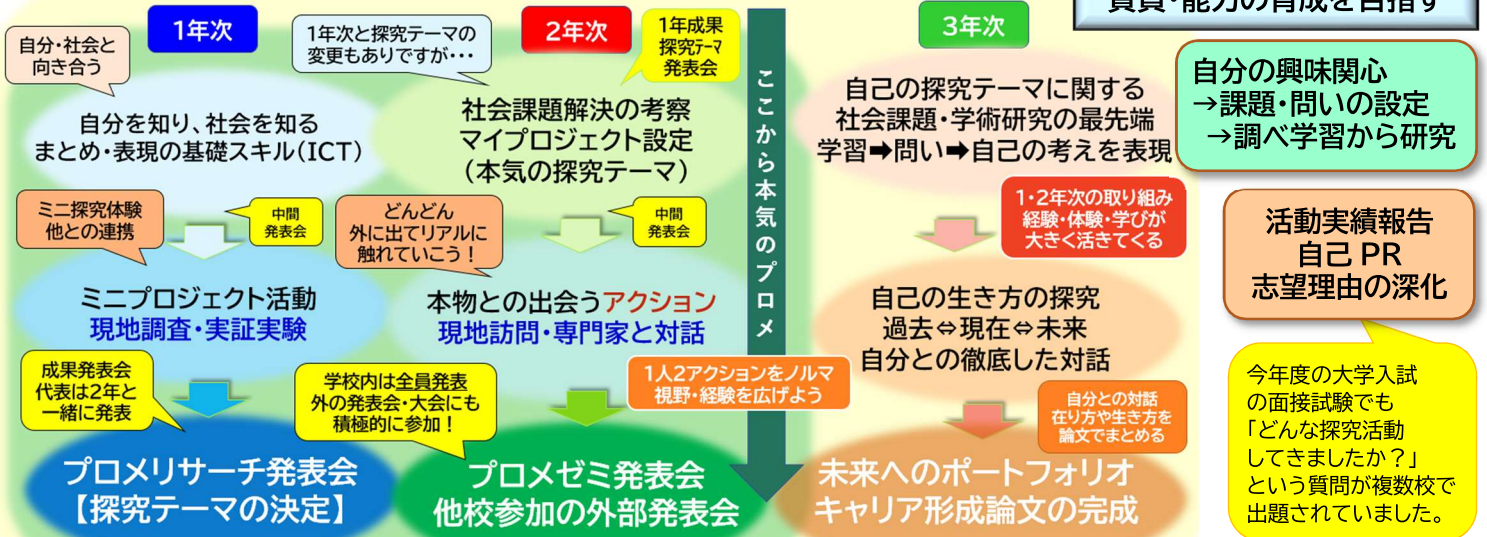 資質・能力の育成を目指す
1年次
自分・社会と
向き合う
自分を知り、社会を知る
まとめ・表現の基礎スキル(ICT)
ミニ探究体験
他との連携
中間
発表会
ミニプロジェクト活動
現地調査・実証実験
成果発表会
代表は2年と
一緒に発表
プロメリサーチ発表会
【探究テーマの決定】
2年次
1年次と探究テーマの
変更もありですが・・・
1年成果
探究テーマ
発表会
社会課題解決の考察
マイプロジェクト設定
(本気の探究テーマ)
どんどん
外に出てリアルに
触れていこう！
中間
発表会
本物との出会うアクション
現地訪問・専門家と対話
学校内は全員発表
外の発表会・大会にも
積極的に参加！
1人2アクションをノルマ
視野・経験を広げよう
プロメゼミ発表会
他校参加の外部発表会
ここから本気のプロメ
3年次
自己の探究テーマに関する
社会課題・学術研究の最先端
学習➡問い➡自己の考えを表現
1・2年次の取り組み
経験・体験・学びが
大きく活きてくる
自己の生き方の探究
過去⇔現在⇔未来
自分との徹底した対話
自分との対話
在り方や生き方を
論文でまとめる
未来へのポートフォリオ
キャリア形成論文の完成
自分の興味関心
→課題・問いの設定
→調べ学習から研究
活動実績報告
自己 PR
志望理由の深化
今年度の大学入試
の面接試験でも
「どんな探究活動
してきましたか？」
という質問が複数校で
出題されていました。